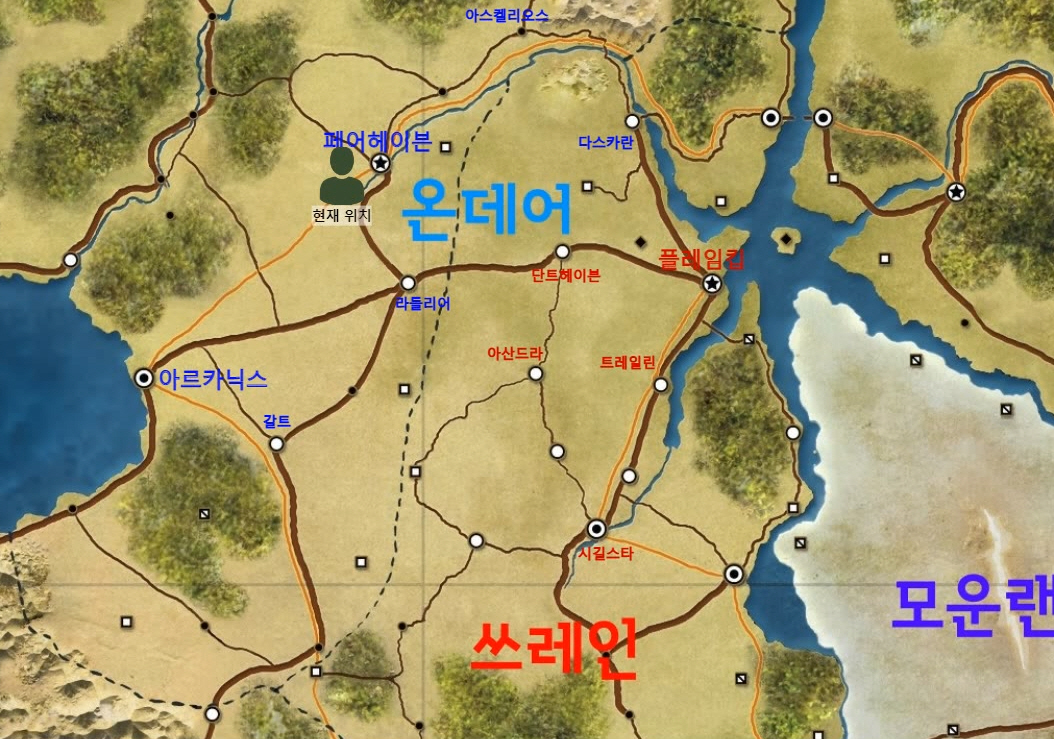 아스켈리오스
페어헤이븐
다스카란
현재 위치
온데어
플레임킵
단트헤이븐
라들리어
아산드라
트레일린
아르카닉스
갈트
시길스타
모운랜
쓰레인